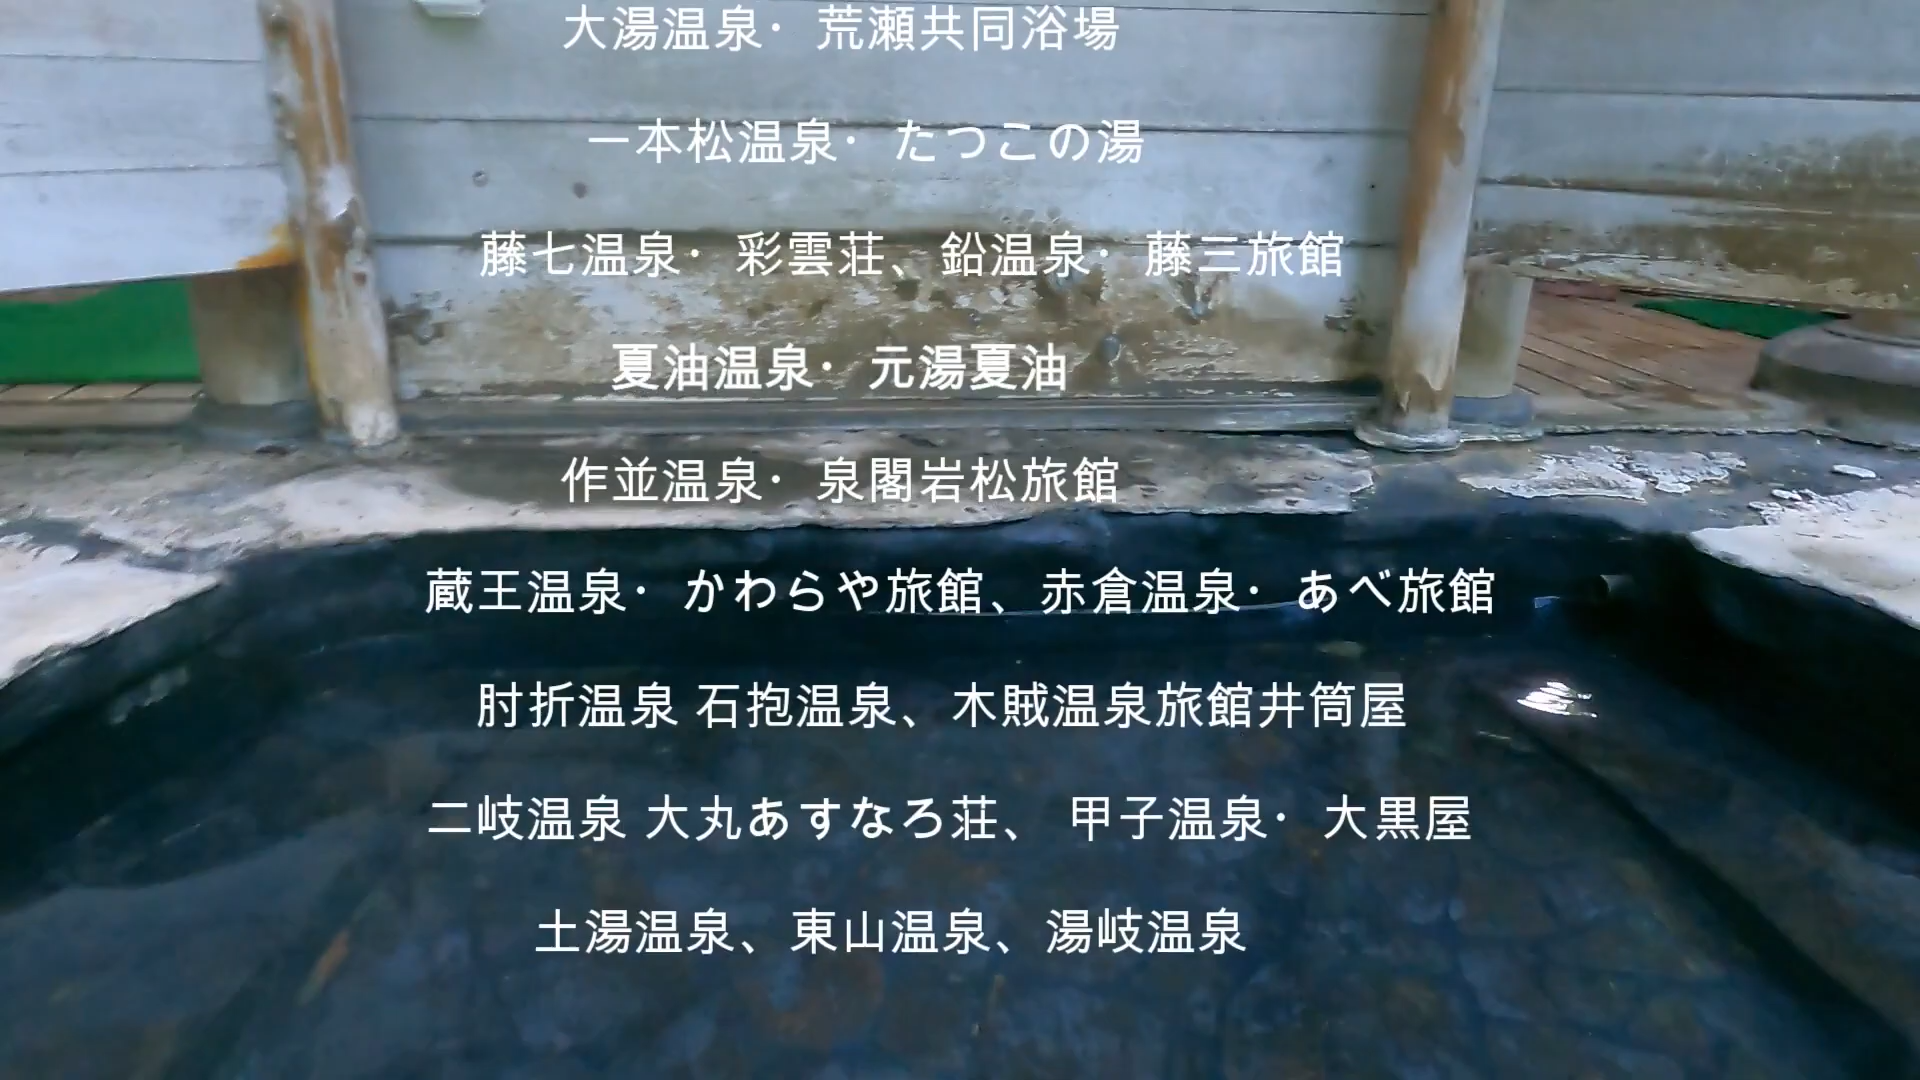 大湯温泉・荒瀬共同浴場
一本松温泉・たつこの湯
藤七温泉・彩雲荘、鉛温泉・藤三旅館
夏油温泉・元湯夏油
作並温泉・泉閣岩松旅館
蔵王温泉・かわらや旅館、赤倉温泉・あべ旅館
肘折温泉 石抱温泉、木賊温泉旅館井筒屋
二岐温泉 大丸あすなろ荘、 甲子温泉・大黒屋
土湯温泉、東山温泉、湯岐温泉